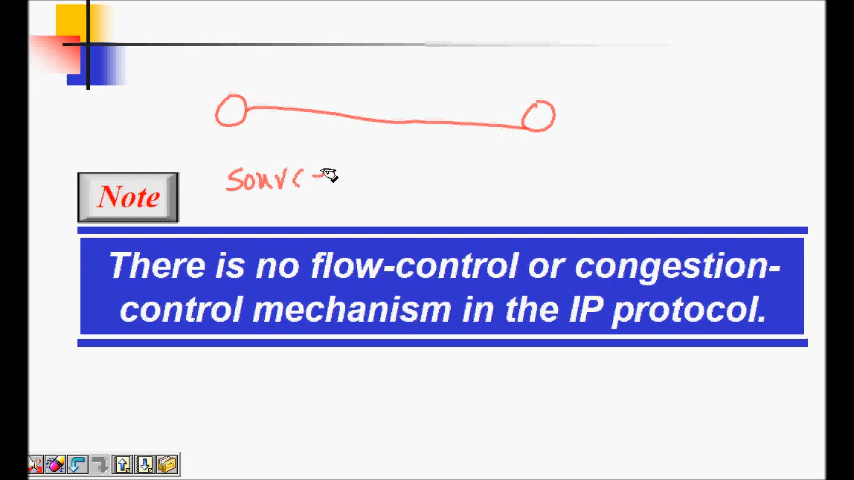 Sourc
Note
There is no flow-control or congestion-
control mechanism in the IP protocol.